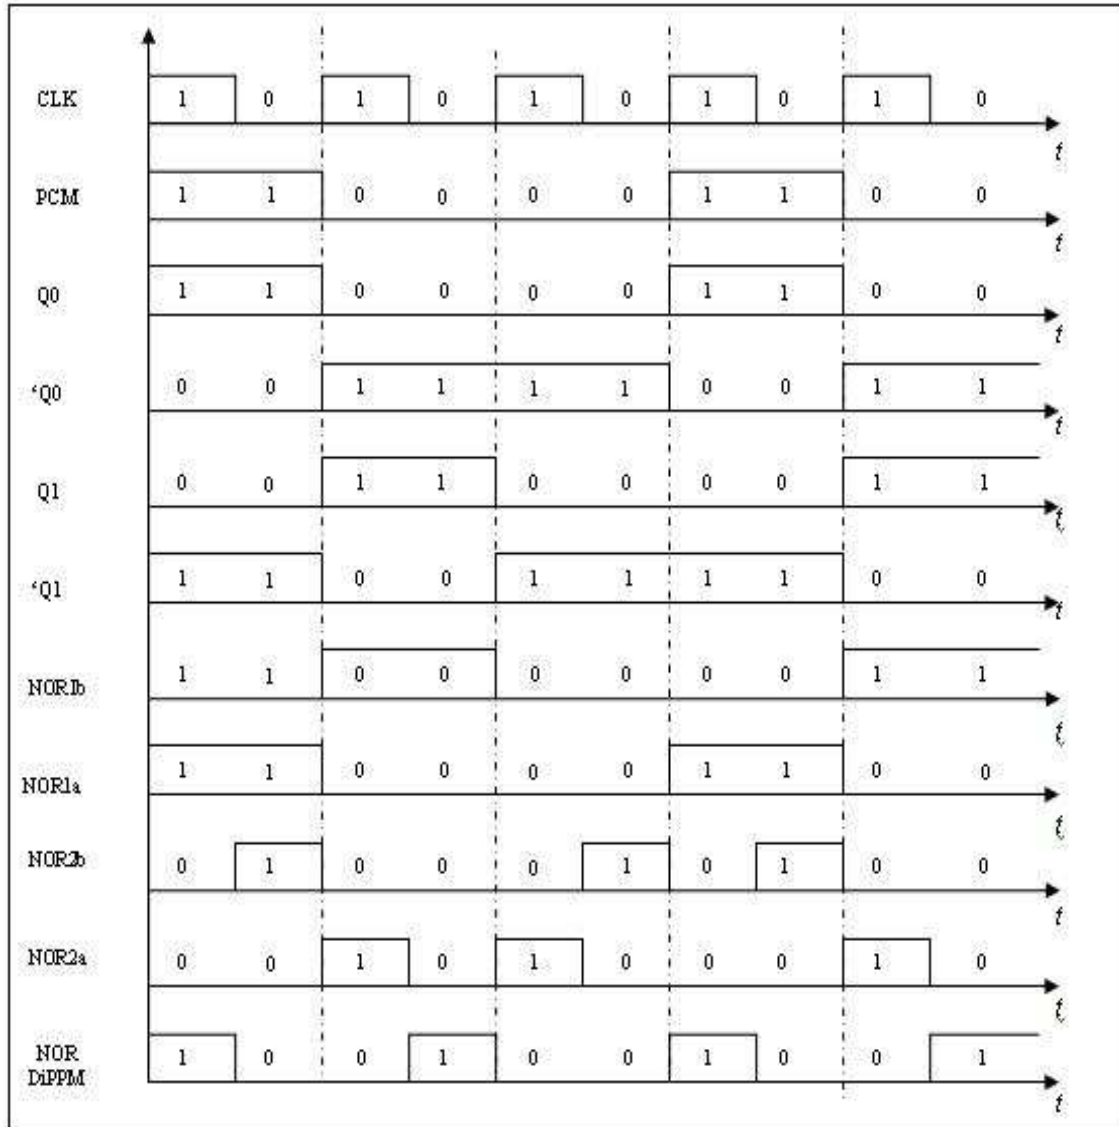 CLK 1 0 1 0 1 0 1 0 1 0 t
PCM 1 1 0 0 0 0 1 1 0 0 t
Q0 1 1 0 0 0 0 1 1 0 0 t
‘Q0 0 0 1 1 1 1 0 0 1 1 t
Q1 0 0 1 1 0 0 0 0 1 1 t
‘Q1 1 1 0 0 1 1 1 1 0 0 t
NOR1b 1 1 0 0 0 0 0 0 1 1 t
NOR1a 1 1 0 0 0 0 1 1 0 0 t
NOR2b 0 1 0 0 0 1 0 1 0 0 t
NOR2a 0 0 1 0 1 0 0 0 1 0 t
NOR
DiPPM 1 0 0 1 0 0 1 0 0 1 t